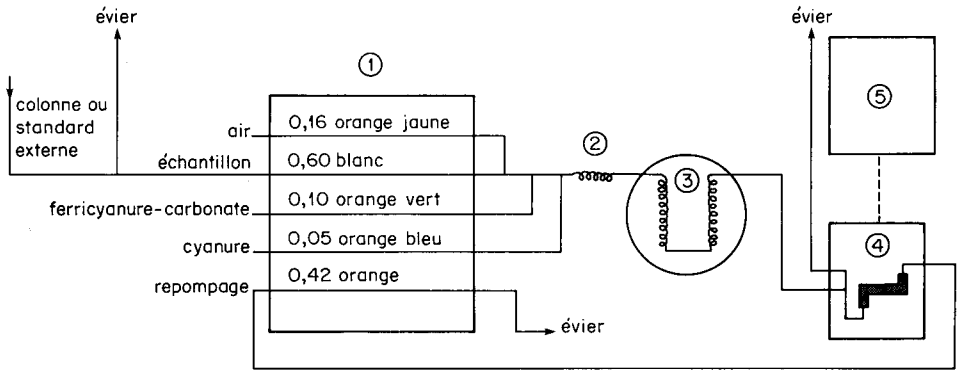 évier
évier
①
⑤
colonne ou
standard
externe
air
0,16 orange jaune
②
échantillon
0,60 blanc
③
ferricyanure-carbonate
0,10 orange vert
cyanure
0,05 orange bleu
④
repompage
0,42 orange
évier